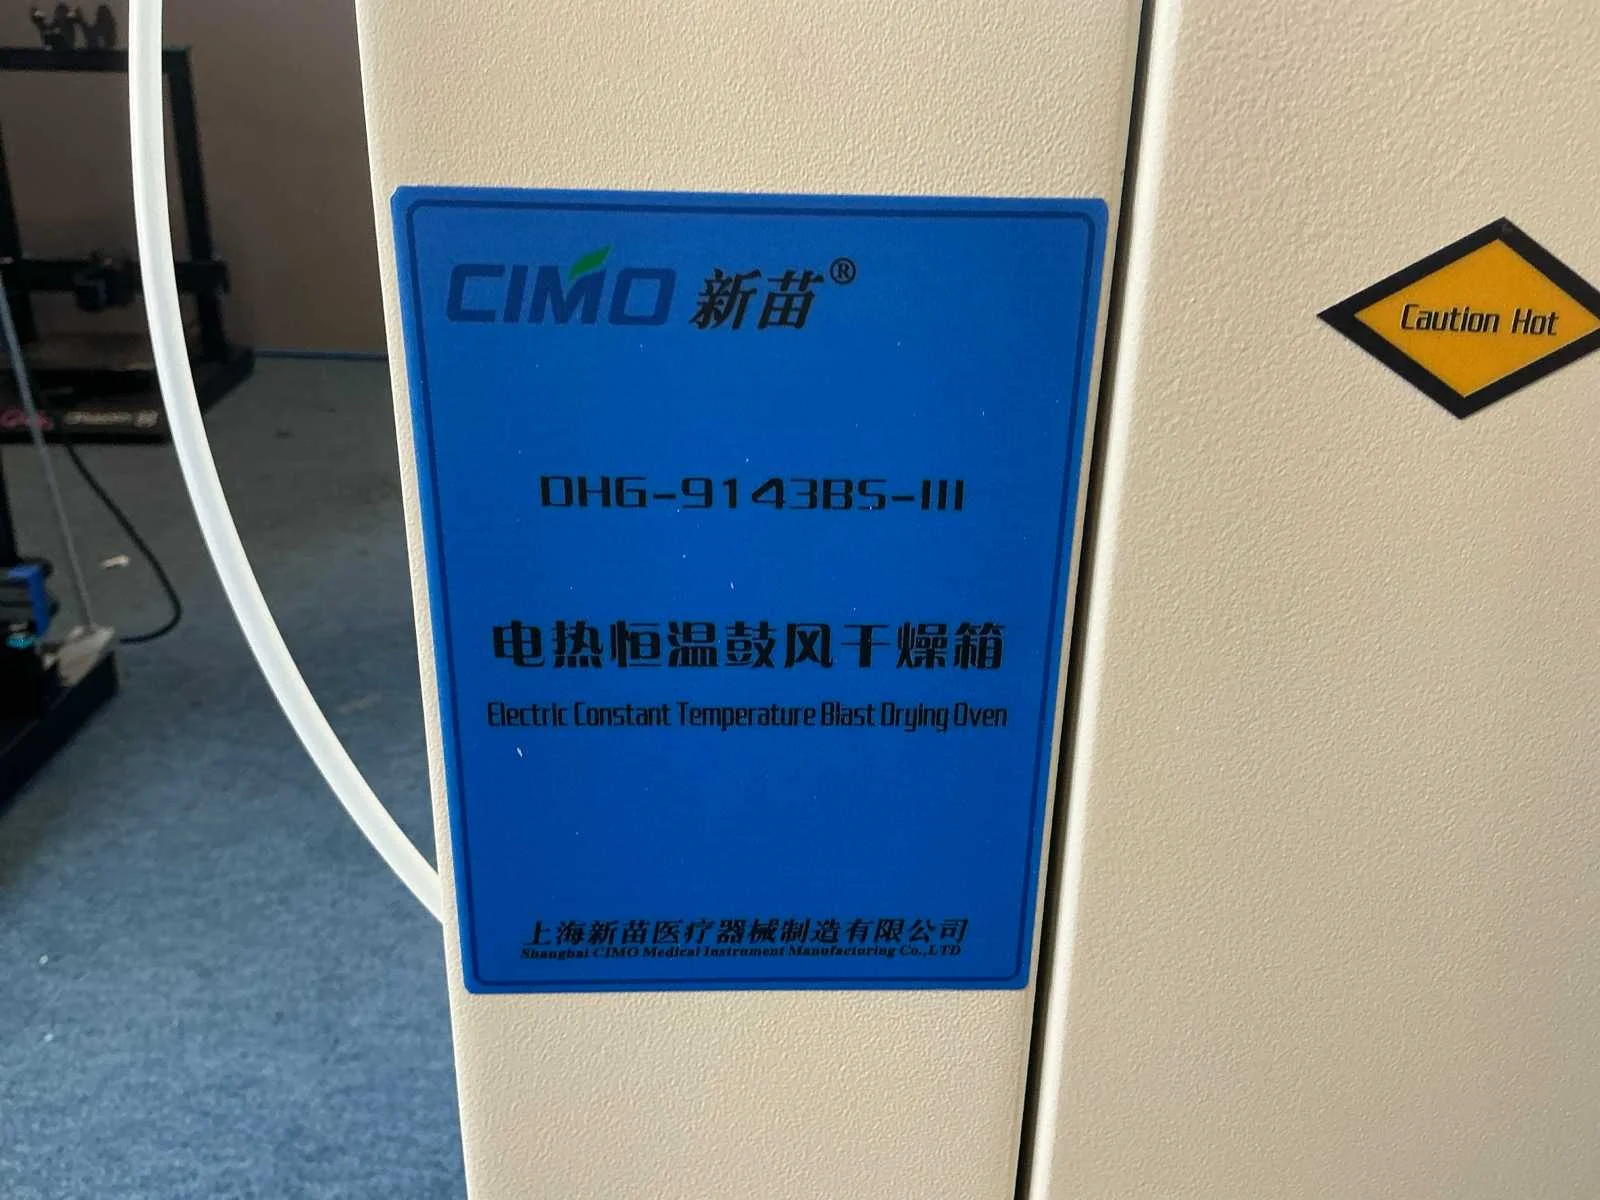 CIMO 新苗®
DHG-9143BS-III
电热恒温鼓风干燥箱
Electric Constant Temperature Blast Drying Oven
上海新苗医疗器械制造有限公司
Shanghai CIMO Medical Instrument Manufacturing Co.,LTD
Caution Hot